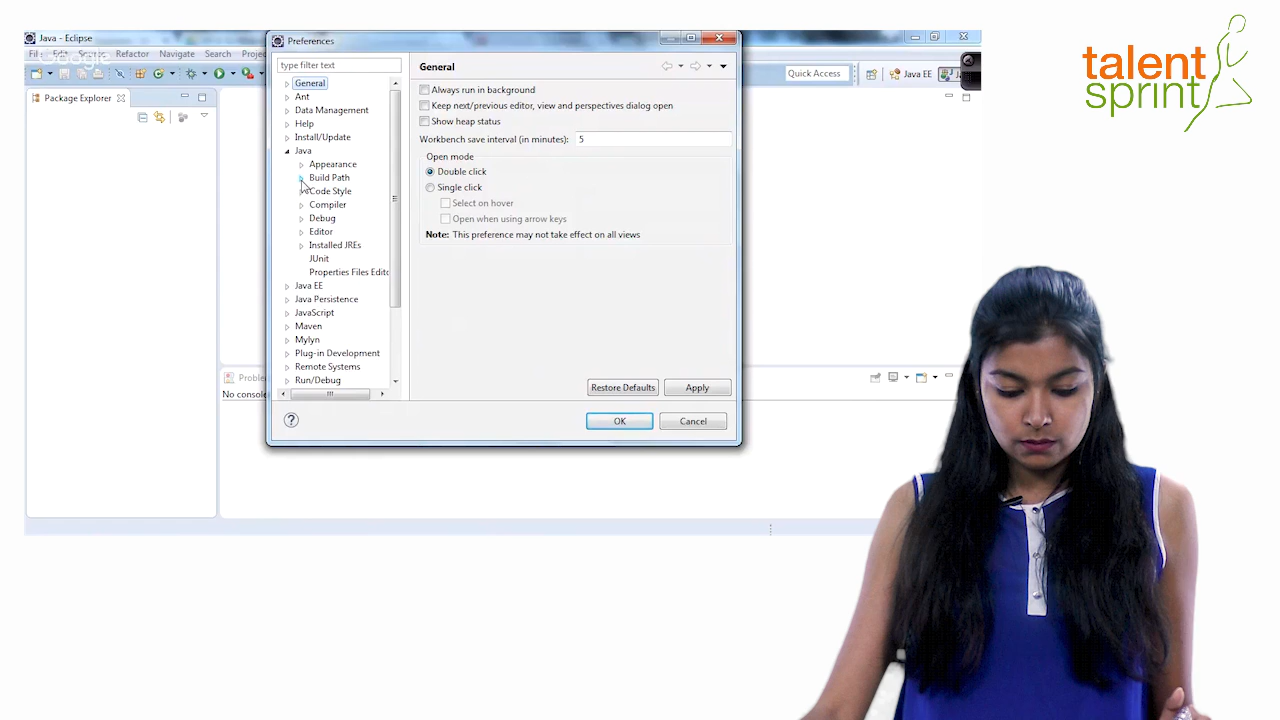 Java - Eclipse
Preferences
talent
sprint
Refactor Navigate Search
type filter text
General
Quick Access
Java EE
Package Explorer
General
Ant
Data Management
Help
Install/Update
Java
Appearance
Build Path
Code Style
Compiler
Debug
Editor
Installed JREs
JUnit
Properties Files Edito
Java EE
Java Persistence
JavaScript
Maven
Mylyn
Plug-in Development
Remote Systems
Run/Debug
Always run in background
Keep next/previous editor, view and perspectives dialog open
Show heap status
Workbench save interval (in minutes): 5
Open mode
Double click
Single click
Select on hover
Open when using arrow keys
Note: This preference may not take effect on all views
Restore Defaults
Apply
OK
Cancel
No console